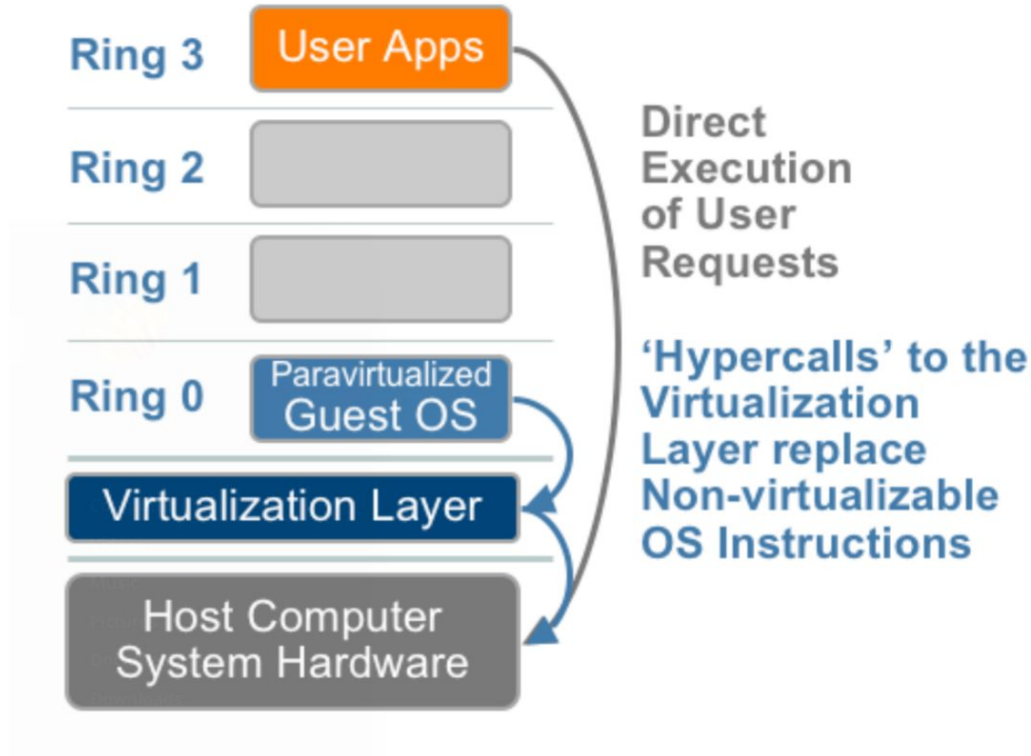 Ring 3
User Apps
Ring 2
Ring 1
Ring 0
Paravirtualized
Guest OS
Virtualization Layer
Host Computer
System Hardware
Direct
Execution
of User
Requests
‘Hypercalls’ to the
Virtualization
Layer replace
Non-virtualizable
OS Instructions